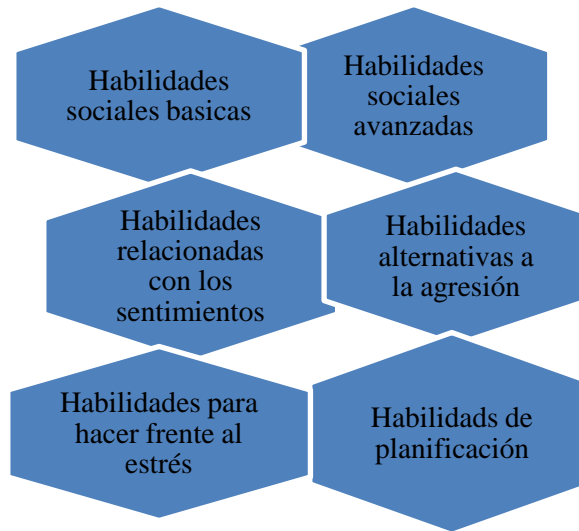 Habilidades
sociales basicas
Habilidades
sociales
avanzadas
Habilidades
relacionadas
con los
sentimientos
Habilidades
alternativas a
la agresión
Habilidades para
hacer frente al
estrés
Habilidads de
planificación